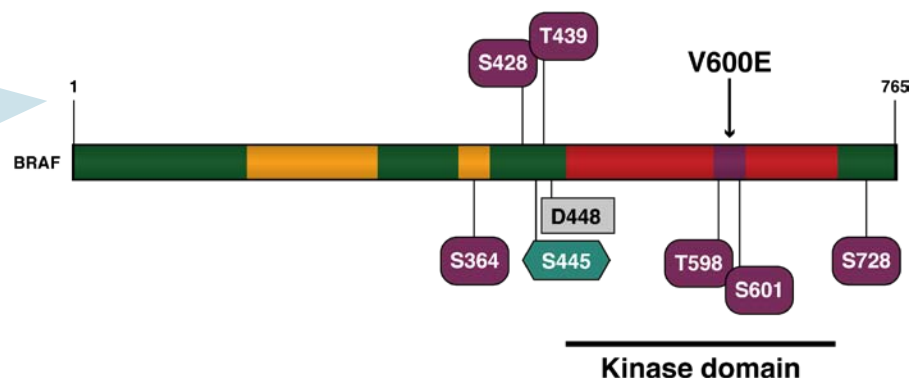 T439
S428
V600E
1
765
BRAF
D448
S364
S445
T598
S728
S601
Kinase domain